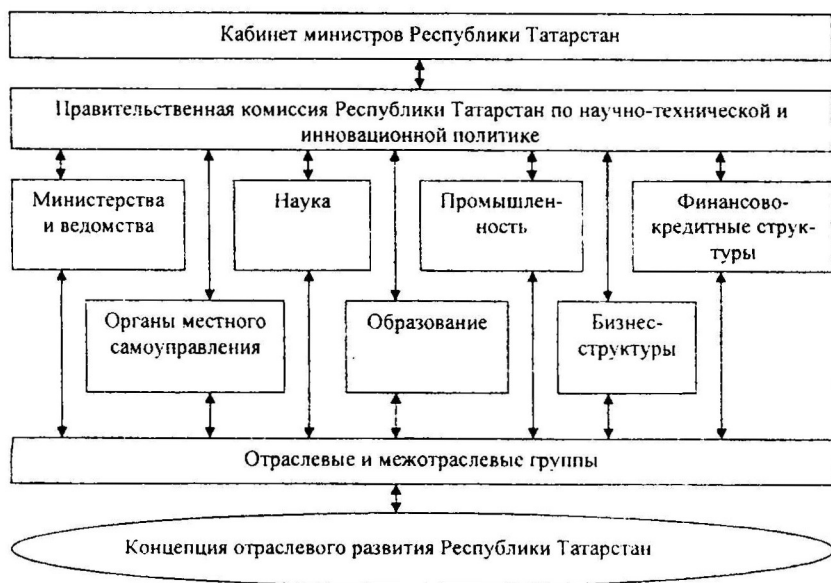 Кабинет министров Республики Татарстан
Правительственная комиссия Республики Татарстан по научно-технической и
инновационной политике
Министерства
и ведомства
Наука
Промышлен-
ность
Финансово-
кредитные струк-
туры
Органы местного
самоуправления
Образование
Бизнес-
структуры
Отраслевые и межотраслевые группы
Концепция отраслевого развития Республики Татарстан